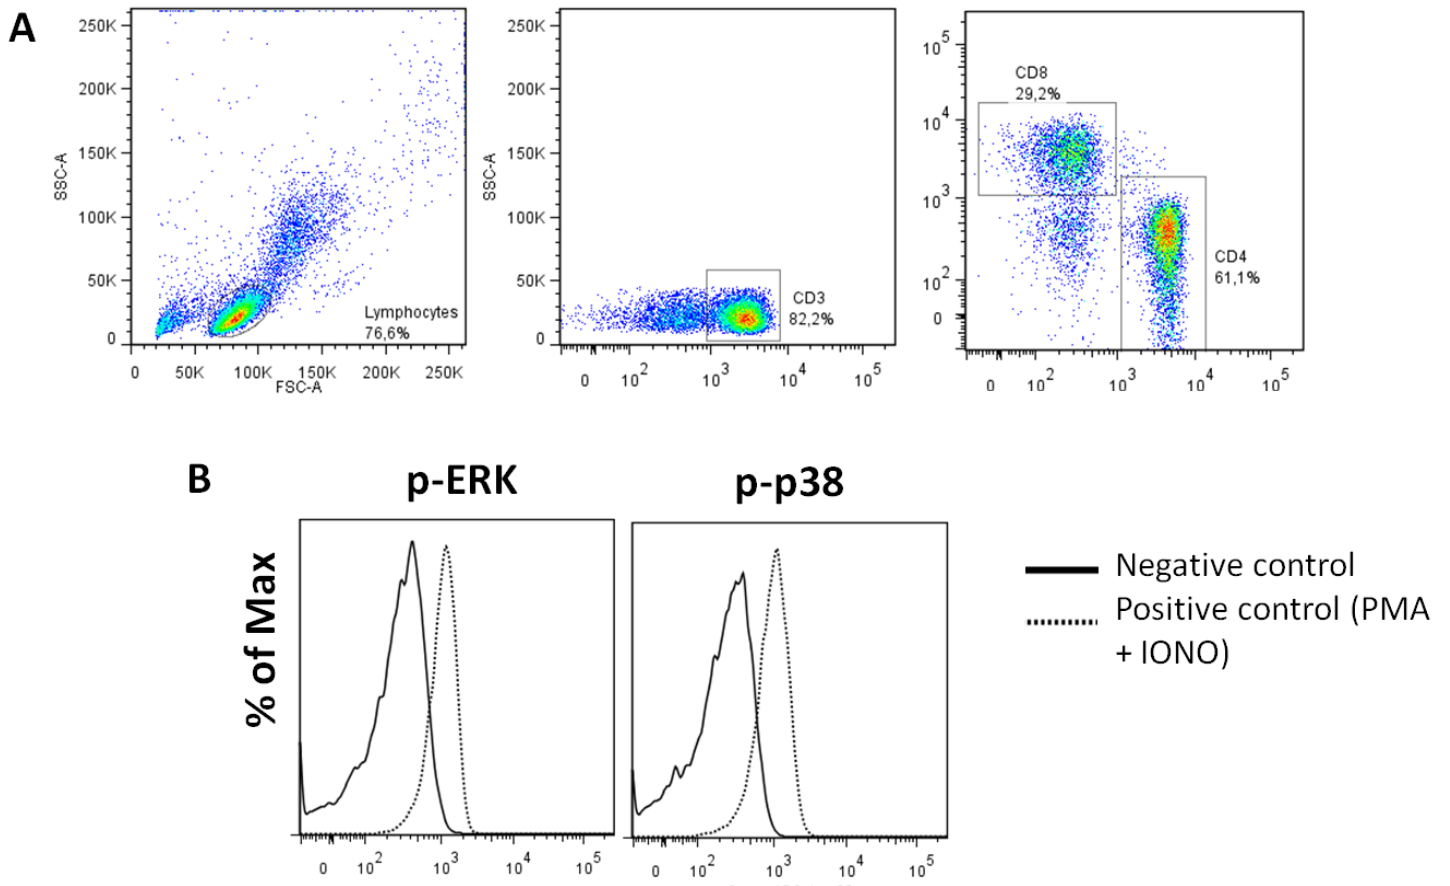 A
250K
200K
150K
100K
50K
0
SSC-A
Lymphocytes
76,6%
0 50K 100K 150K 200K 250K
FSC-A
250K
200K
150K
100K
50K
0
SSC-A
CD3
82,2%
0 10^2 10^3 10^4 10^5
10^5
10^4
10^3
10^2
0
CD8
29,2%
CD4
61,1%
0 10^2 10^3 10^4 10^5
B
p-ERK
p-p38
% of Max
0 10^2 10^3 10^4 10^5
0 10^2 10^3 10^4 10^5
Negative control
Positive control (PMA
+ IONO)